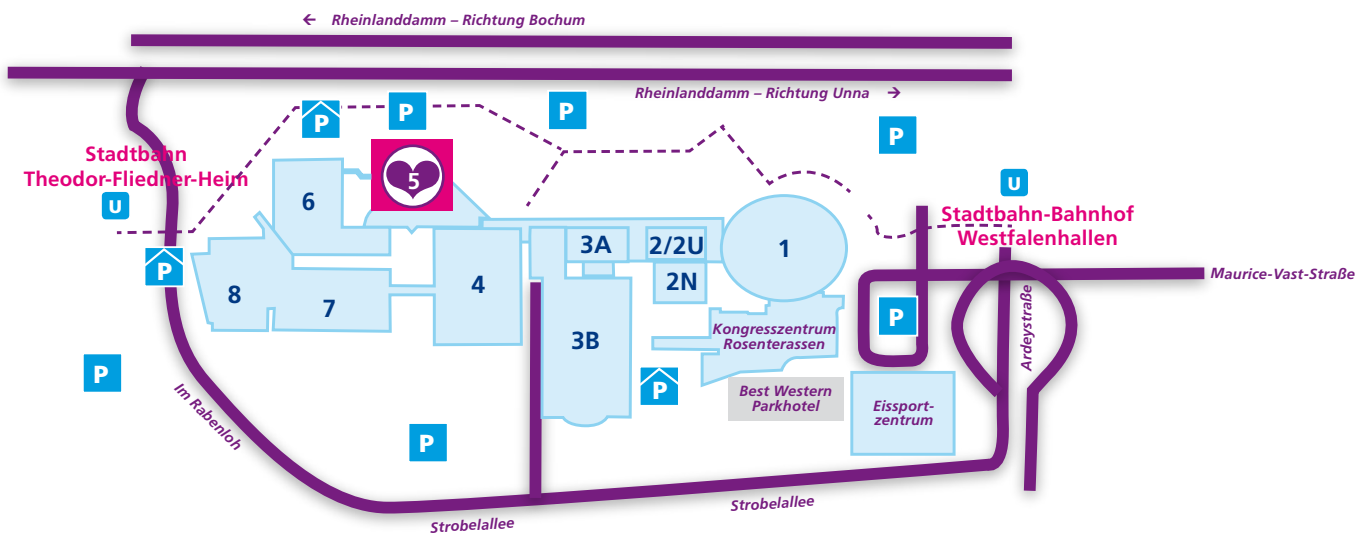 ← Rheinlanddamm – Richtung Bochum
Rheinlanddamm – Richtung Unna →
P
P
P
P
Stadtbahn
Theodor-Fliedner-Heim
U
5
6
U
Stadtbahn-Bahnhof
Westfalenhallen
3A
2/2U
1
P
8
7
4
2N
Maurice-Vast-Straße
P
3B
Kongresszentrum
Rosenterassen
Ardeystraße
P
P
Best Western
Parkhotel
Eissport-
zentrum
Im Rabenloh
P
Strobelallee
Strobelallee